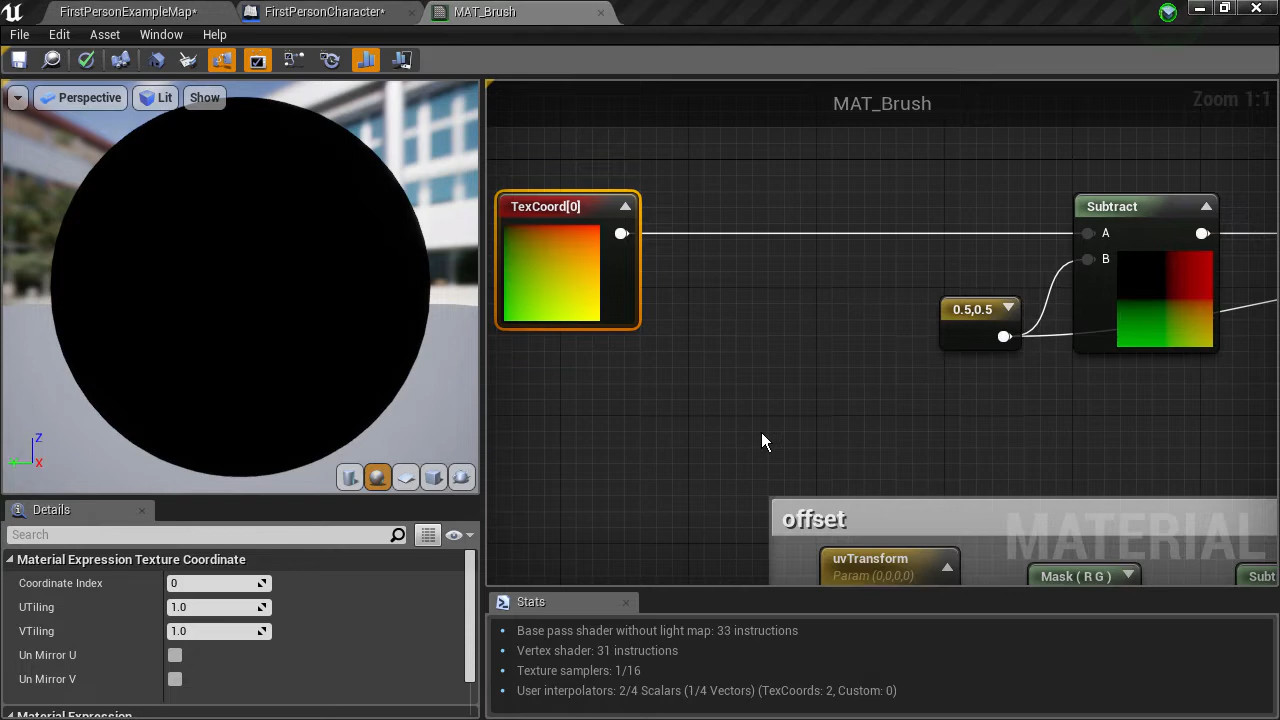 FirstPersonExampleMap*
FirstPersonCharacter*
MAT_Brush
File Edit Asset Window Help
Perspective
Lit
Show
MAT_Brush
Zoom 1:1
TexCoord[0]
Subtract
A
B
0.5,0.5
Z
X
offset
MATERIAL
uvTransform
Param (0,0,0,0)
Mask ( R G )
Subt
Details
Search
Material Expression Texture Coordinate
Coordinate Index 0
UTiling 1.0
VTiling 1.0
Un Mirror U
Un Mirror V
Material Expression
Stats
Base pass shader without light map: 33 instructions
Vertex shader: 31 instructions
Texture samplers: 1/16
User interpolators: 2/4 Scalars (1/4 Vectors) (TexCoords: 2, Custom: 0)